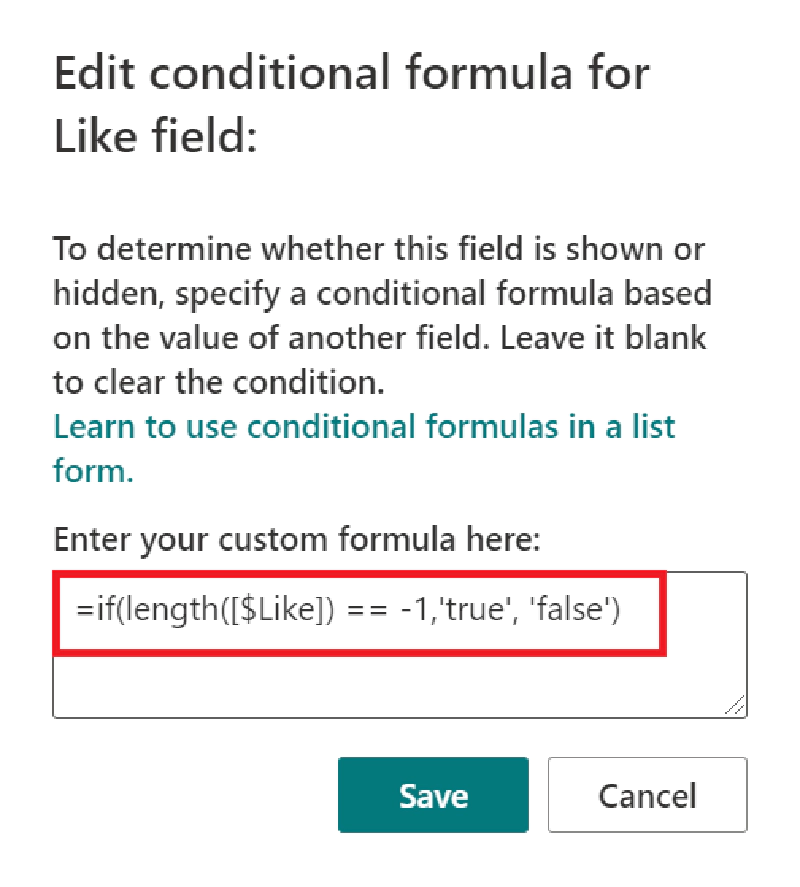 Edit conditional formula for
Like field:
To determine whether this field is shown or
hidden, specify a conditional formula based
on the value of another field. Leave it blank
to clear the condition.
Learn to use conditional formulas in a list
form.
Enter your custom formula here:
=if(length([$Like]) == -1,'true', 'false')
Save
Cancel